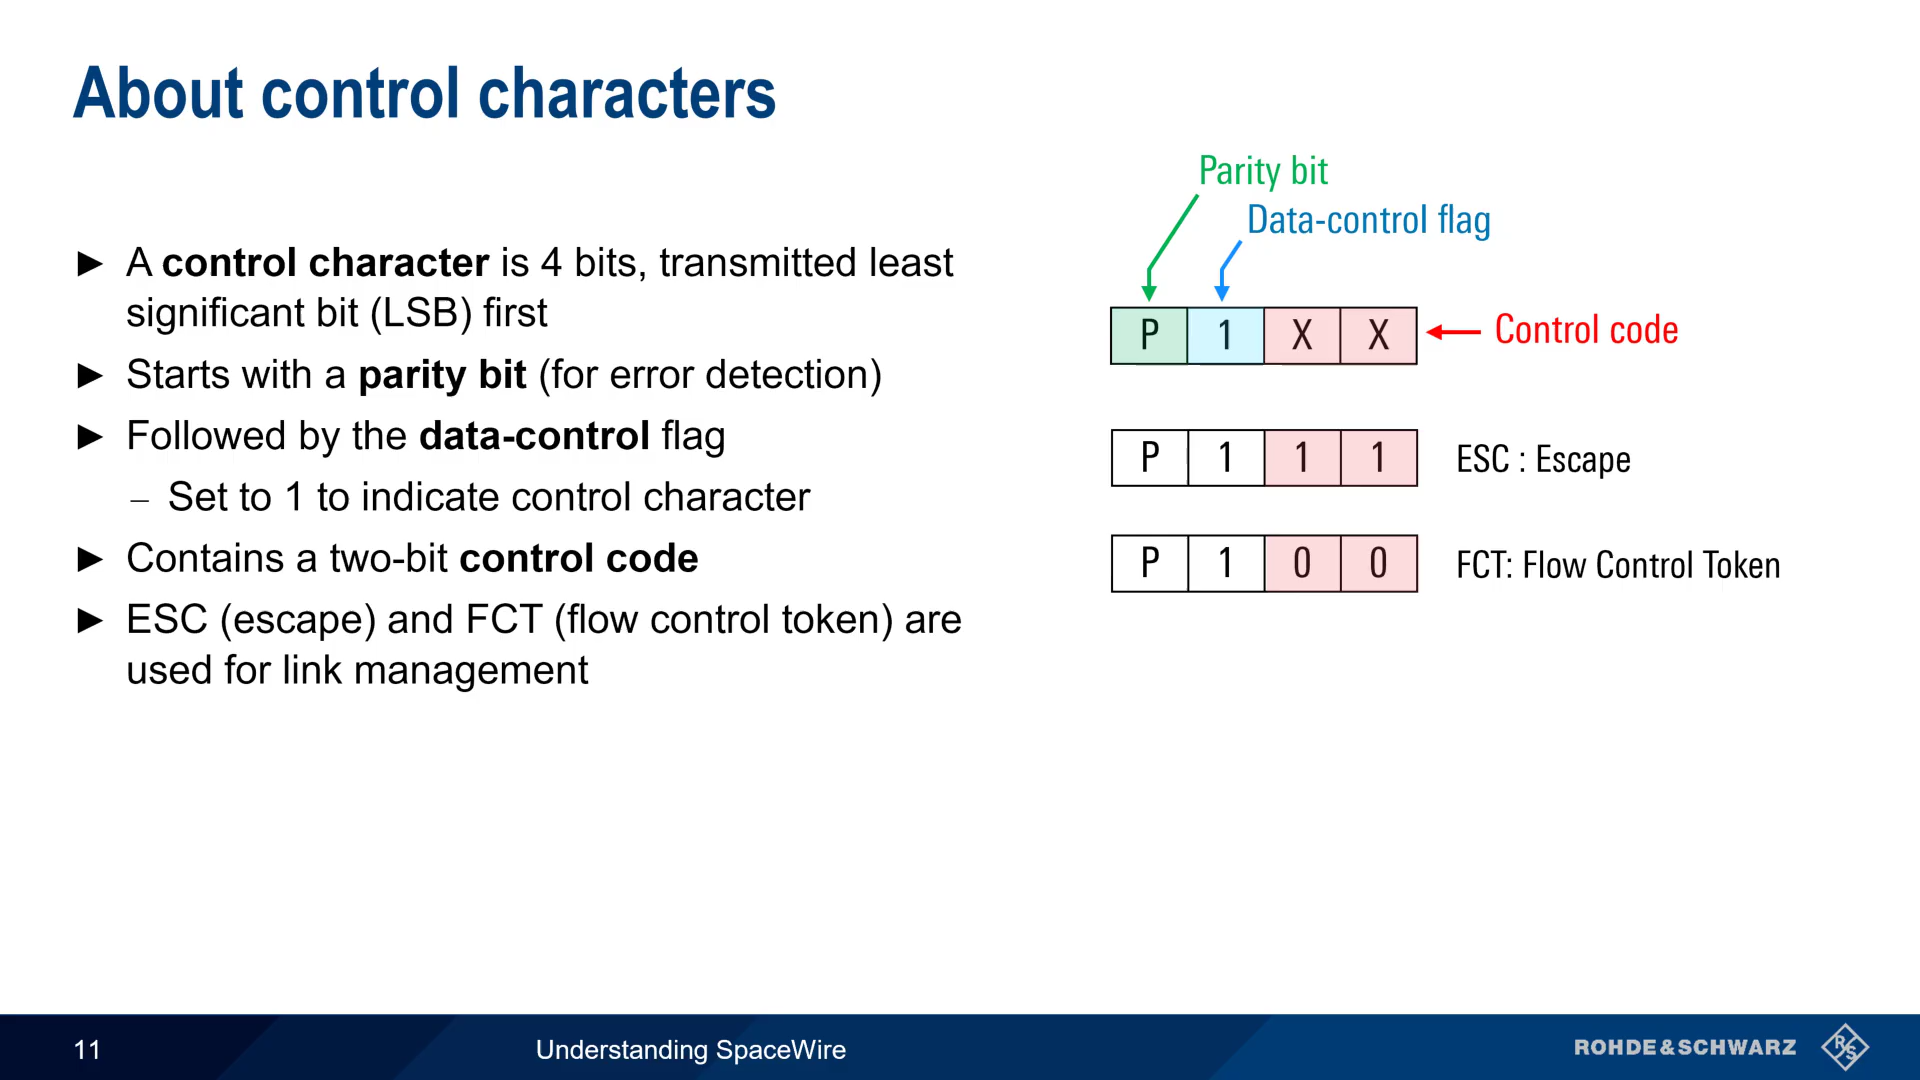 About control characters
► A control character is 4 bits, transmitted least
significant bit (LSB) first
► Starts with a parity bit (for error detection)
► Followed by the data-control flag
– Set to 1 to indicate control character
► Contains a two-bit control code
► ESC (escape) and FCT (flow control token) are
used for link management
Parity bit
Data-control flag
P 1 X X
Control code
P 1 1 1
ESC : Escape
P 1 0 0
FCT: Flow Control Token
11
Understanding SpaceWire
ROHDE&SCHWARZ
R&S